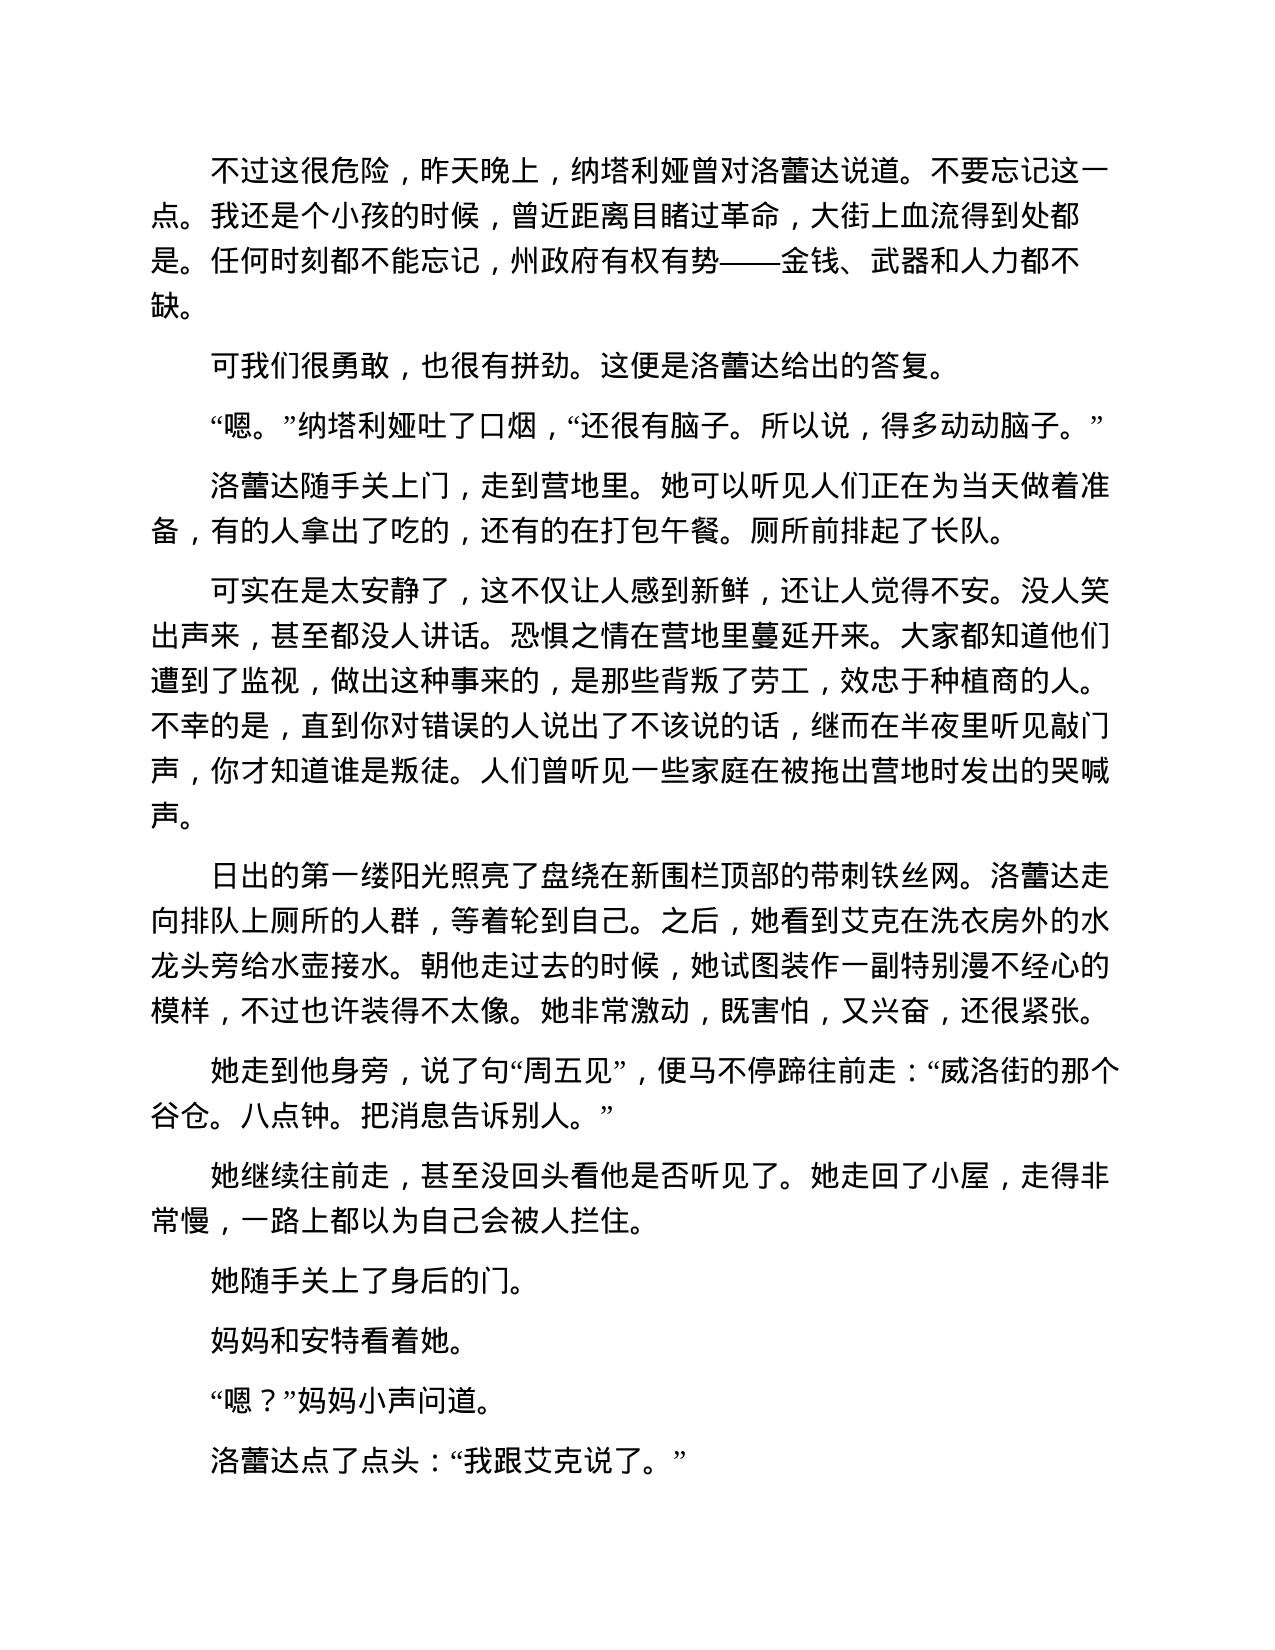 不过这很危险，昨天晚上，纳塔利娅曾对洛蕾达说道。不要忘记这一
点。我还是个小孩的时候，曾近距离目睹过革命，大街上血流得到处都
是。任何时刻都不能忘记，州政府有权有势——金钱、武器和人力都不
缺。
可我们很勇敢，也很有拼劲。这便是洛蕾达给出的答复。
“嗯。”纳塔利娅吐了口烟，“还很有脑子。所以说，得多动动脑子。”
洛蕾达随手关上门，走到营地里。她可以听见人们正在为当天做着准
备，有的人拿出了吃的，还有的在打包午餐。厕所前排起了长队。
可实在是太安静了，这不仅让人感到新鲜，还让人觉得不安。没人笑
出声来，甚至都没人讲话。恐惧之情在营地里蔓延开来。大家都知道他们
遭到了监视，做出这种事来的，是那些背叛了劳工，效忠于种植商的人。
不幸的是，直到你对错误的人说出了不该说的话，继而在半夜里听见敲门
声，你才知道谁是叛徒。人们曾听见一些家庭在被拖出营地时发出的哭喊
声。
日出的第一缕阳光照亮了盘绕在新围栏顶部的带刺铁丝网。洛蕾达走
向排队上厕所的人群，等着轮到自己。之后，她看到艾克在洗衣房外的水
龙头旁给水壶接水。朝他走过去的时候，她试图装作一副特别漫不经心的
模样，不过也许装得不太像。她非常激动，既害怕，又兴奋，还很紧张。
她走到他身旁，说了句“周五见”，便马不停蹄往前走：“威洛街的那个
谷仓。八点钟。把消息告诉别人。”
她继续往前走，甚至没回头看他是否听见了。她走回了小屋，走得非
常慢，一路上都以为自己会被人拦住。
她随手关上了身后的门。
妈妈和安特看着她。
“嗯？”妈妈小声问道。
洛蕾达点了点头：“我跟艾克说了。”